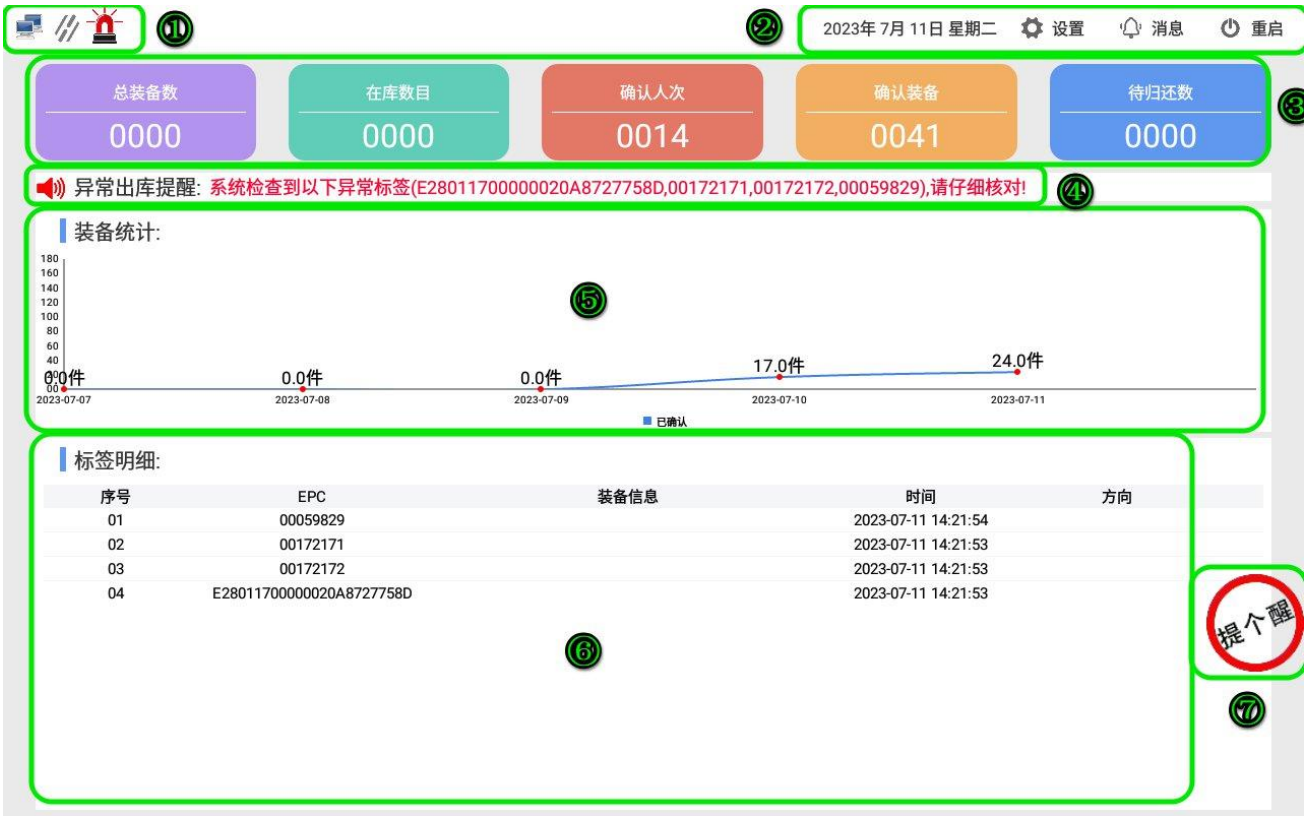 ① ② 2023年 7月 11日 星期二 设置 消息 重启
总装备数 在库数目 确认人次 确认装备 待归还数
0000 0000 0014 0041 0000
③
异常出库提醒: 系统检查到以下异常标签(E28011700000020A8727758D,00172171,00172172,00059829),请仔细核对!
④
装备统计:
180
160
140
120
100
80
60
40
⑤
0.0件 0.0件 0.0件 17.0件 24.0件
2023-07-07 2023-07-08 2023-07-09 2023-07-10 2023-07-11
已确认
标签明细:
序号 EPC 装备信息 时间 方向
01 00059829 2023-07-11 14:21:54
02 00172171 2023-07-11 14:21:53
03 00172172 2023-07-11 14:21:53
04 E28011700000020A8727758D 2023-07-11 14:21:53
提个醒
⑥
⑦